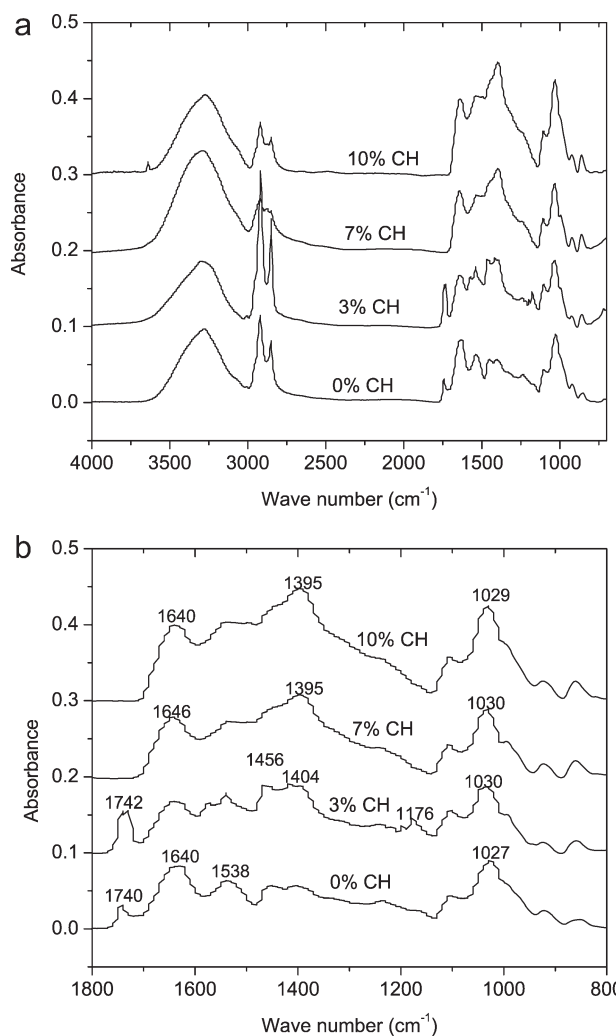 a
0.5
0.4
0.3
0.2
0.1
0.0
Absorbance
10% CH
7% CH
3% CH
0% CH
4000 3500 3000 2500 2000 1500 1000
Wave number (cm-1)
b
0.5
0.4
0.3
0.2
0.1
0.0
Absorbance
1640 1395 1029
10% CH
1646 1395 1030
7% CH
1742 1456 1404 1176 1030
3% CH
1740 1640 1538 1027
0% CH
1800 1600 1400 1200 1000 800
Wave number (cm-1)